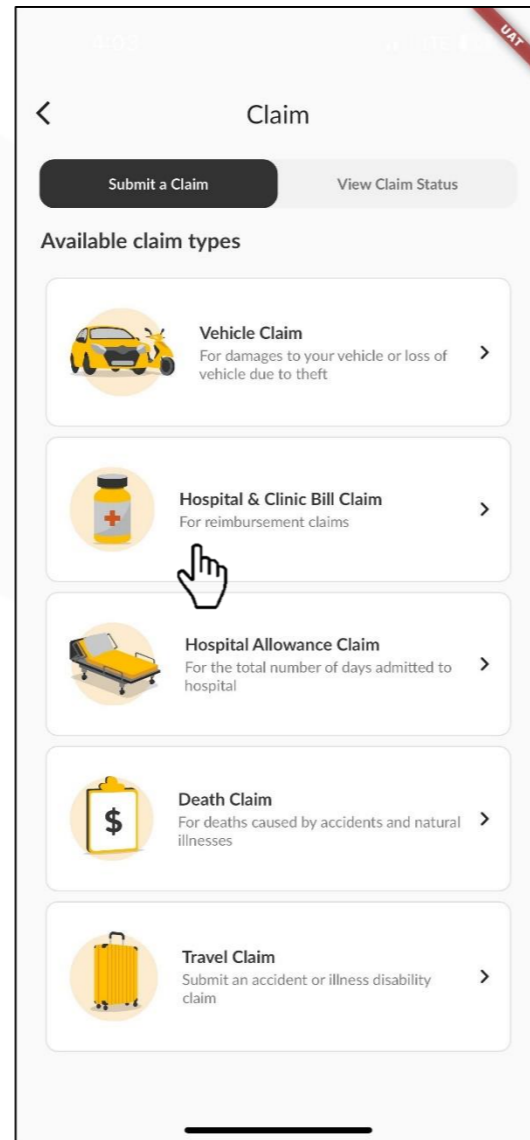 UAT
Claim
Submit a Claim
View Claim Status
Available claim types
Vehicle Claim
For damages to your vehicle or loss of
vehicle due to theft
Hospital & Clinic Bill Claim
For reimbursement claims
Hospital Allowance Claim
For the total number of days admitted to
hospital
$
Death Claim
For deaths caused by accidents and natural
illnesses
Travel Claim
Submit an accident or illness disability
claim